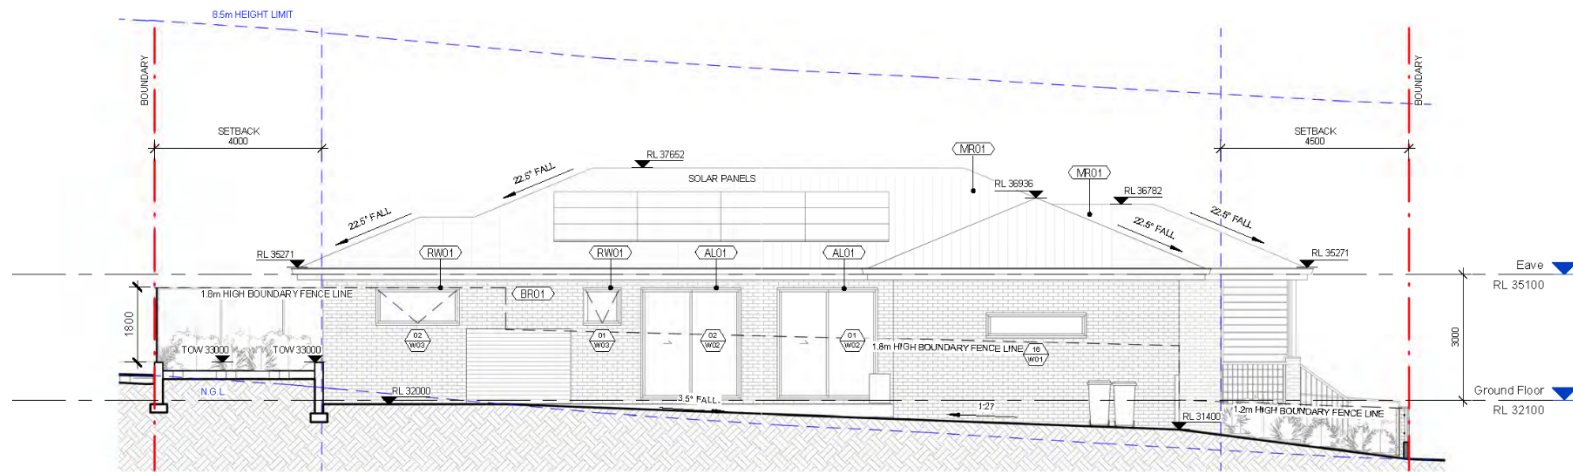 8.5m HEIGHT LIMIT
BOUNDARY
BOUNDARY
SETBACK
4000
SETBACK
4500
RL 37652
MR01
22.5° FALL
SOLAR PANELS
RL 36936
MR01
RL 36782
22.5° FALL
22.5° FALL
22.5° FALL
RL 35271
RW01
RW01
AL01
AL01
RL 35271
Eave
RL 35100
1.8m HIGH BOUNDARY FENCE LINE
BR01
1800
02
W03
01
W03
02
W02
01
W02
1.8m HIGH BOUNDARY FENCE LINE
16
W01
3000
TOW 33000
TOW 33000
N.G.L
RL 32000
3.5° FALL
1:27
RL 31400
Ground Floor
RL 32100
1.2m HIGH BOUNDARY FENCE LINE